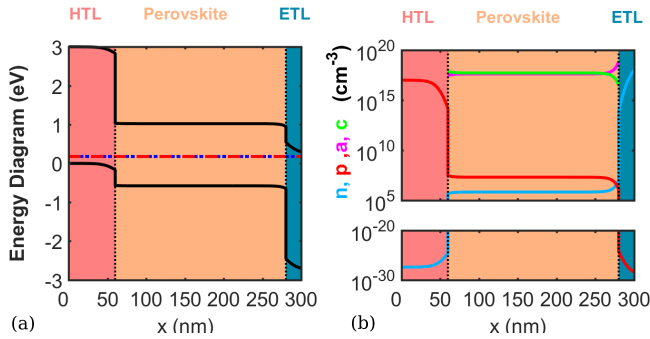 HTL Perovskite ETL
Energy Diagram (eV)
3
2
1
0
-1
-2
-3
0 50 100 150 200 250 300
x (nm)
(a)
HTL Perovskite ETL
n, p ,a, c (cm-3)
10^20
10^15
10^10
10^5
10^-20
10^-30
0 50 100 150 200 250 300
x (nm)
(b)